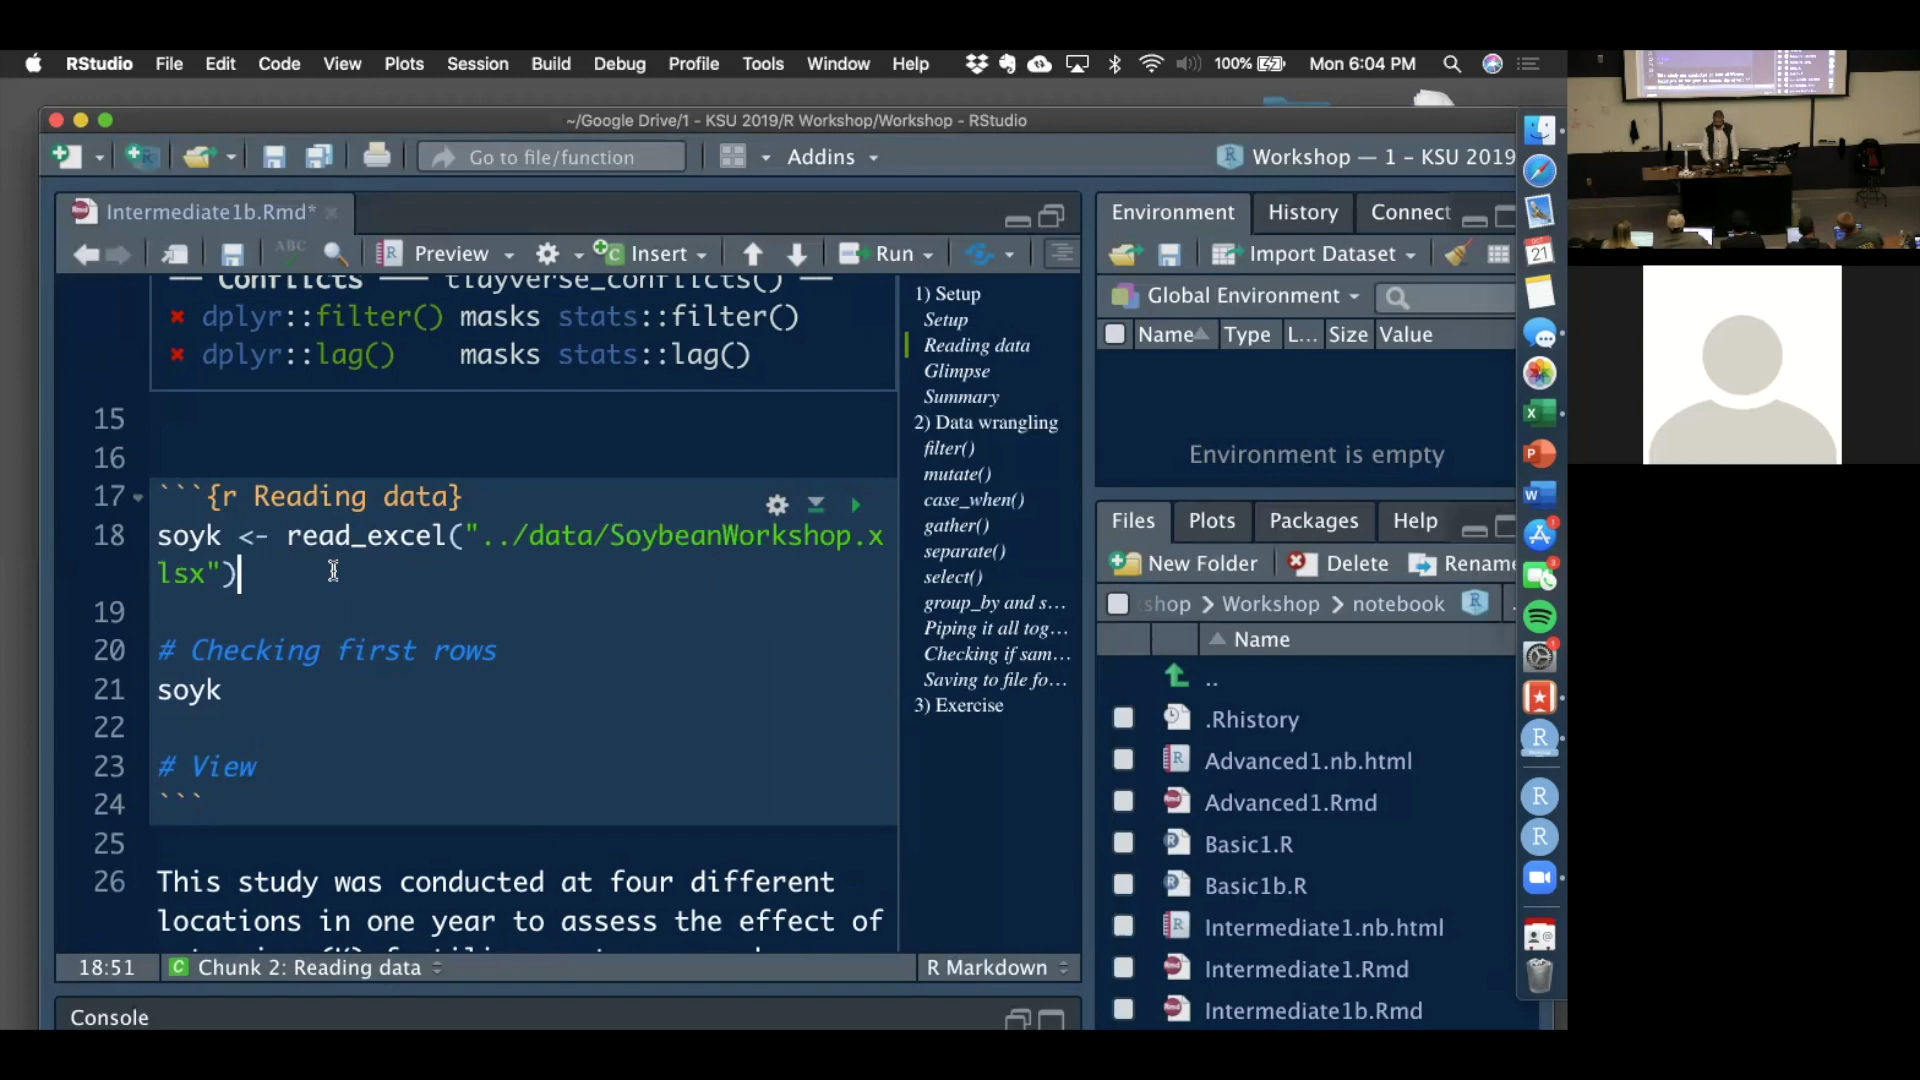 RStudio File Edit Code View Plots Session Build Debug Profile Tools Window Help 100% Mon 6:04 PM
~/Google Drive/1 - KSU 2019/R Workshop/Workshop - RStudio
Go to file/function Addins Workshop — 1 - KSU 2019
Intermediate1b.Rmd*
ABC Preview Insert Run
── Conflicts ──── tidyverse_conflicts() ──
✖ dplyr::filter() masks stats::filter()
✖ dplyr::lag() masks stats::lag()
15
16
17 ```{r Reading data}
18 soyk <- read_excel("../data/SoybeanWorkshop.x
lsx")
19
20 # Checking first rows
21 soyk
22
23 # View
24 ```
25
26 This study was conducted at four different
locations in one year to assess the effect of
18:51 Chunk 2: Reading data R Markdown
Console
1) Setup
Setup
Reading data
Glimpse
Summary
2) Data wrangling
filter()
mutate()
case_when()
gather()
separate()
select()
group_by and s...
Piping it all tog...
Checking if sam...
Saving to file fo...
3) Exercise
Environment History Connect
Import Dataset
Global Environment
Name Type L... Size Value
Environment is empty
Files Plots Packages Help
New Folder Delete Rename
shop > Workshop > notebook
Name
..
.Rhistory
Advanced1.nb.html
Advanced1.Rmd
Basic1.R
Basic1b.R
Intermediate1.nb.html
Intermediate1.Rmd
Intermediate1b.Rmd
21